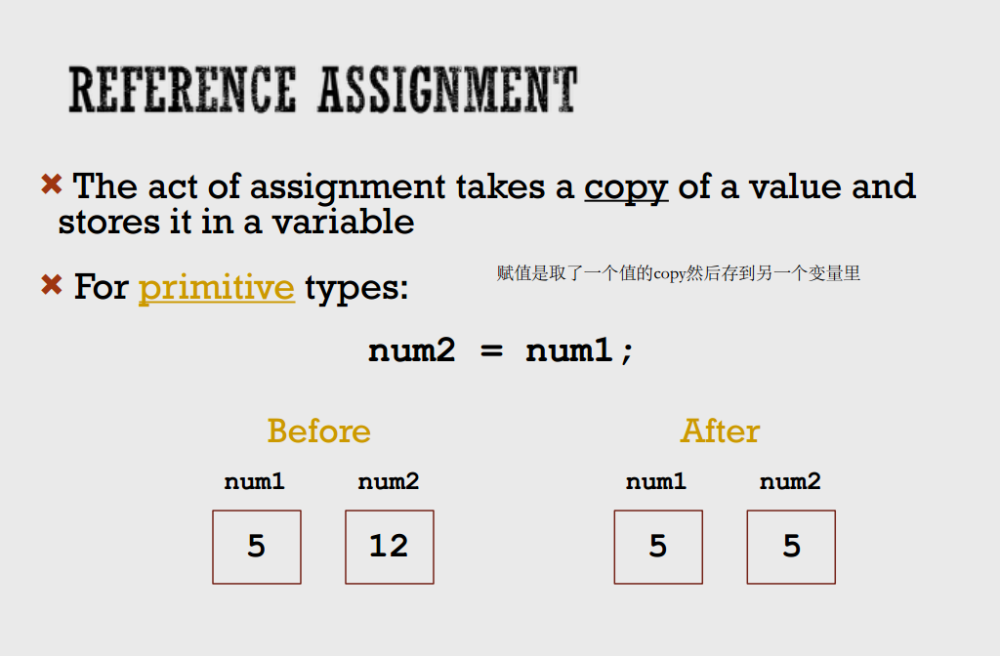 REFERENCE ASSIGNMENT
✖ The act of assignment takes a copy of a value and
stores it in a variable
赋值是取了一个值的copy然后存到另一个变量里
✖ For primitive types:
num2 = num1;
Before After
num1 num2 num1 num2
5 12 5 5